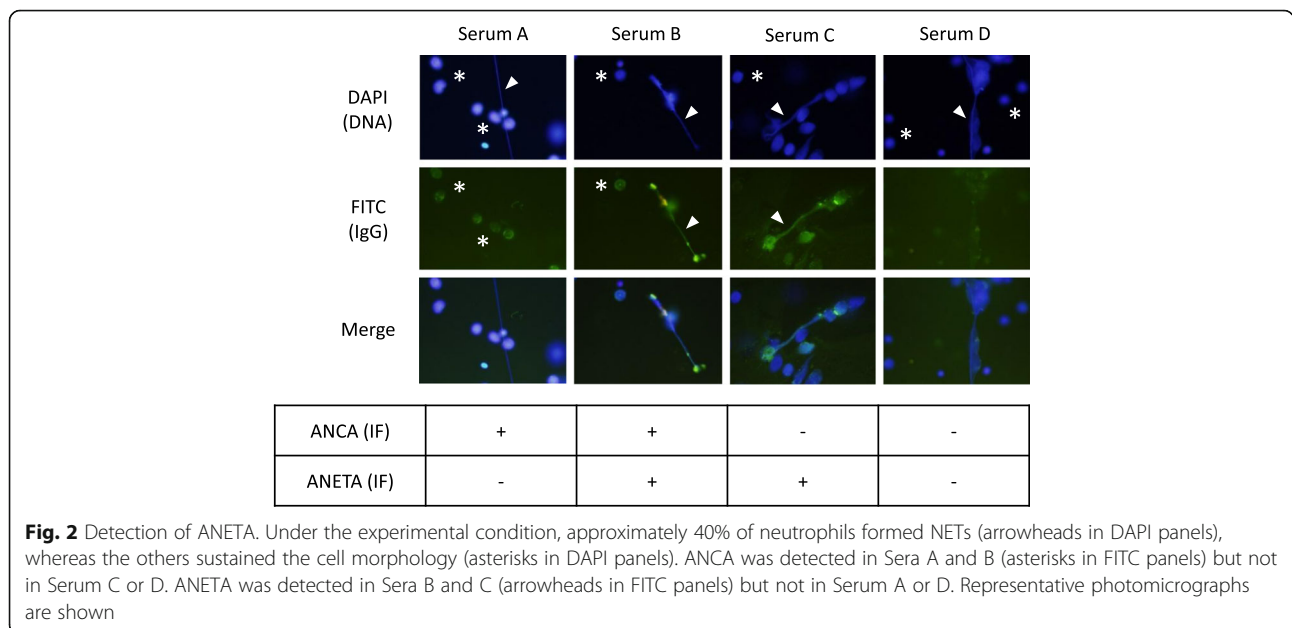 Serum A Serum B Serum C Serum D
DAPI
(DNA)
* * * * * *
FITC
(IgG)
* * *
Merge
ANCA (IF) + + - -
ANETA (IF) - + + -
Fig. 2 Detection of ANETA. Under the experimental condition, approximately 40% of neutrophils formed NETs (arrowheads in DAPI panels),
whereas the others sustained the cell morphology (asterisks in DAPI panels). ANCA was detected in Sera A and B (asterisks in FITC panels) but not
in Serum C or D. ANETA was detected in Sera B and C (arrowheads in FITC panels) but not in Serum A or D. Representative photomicrographs
are shown